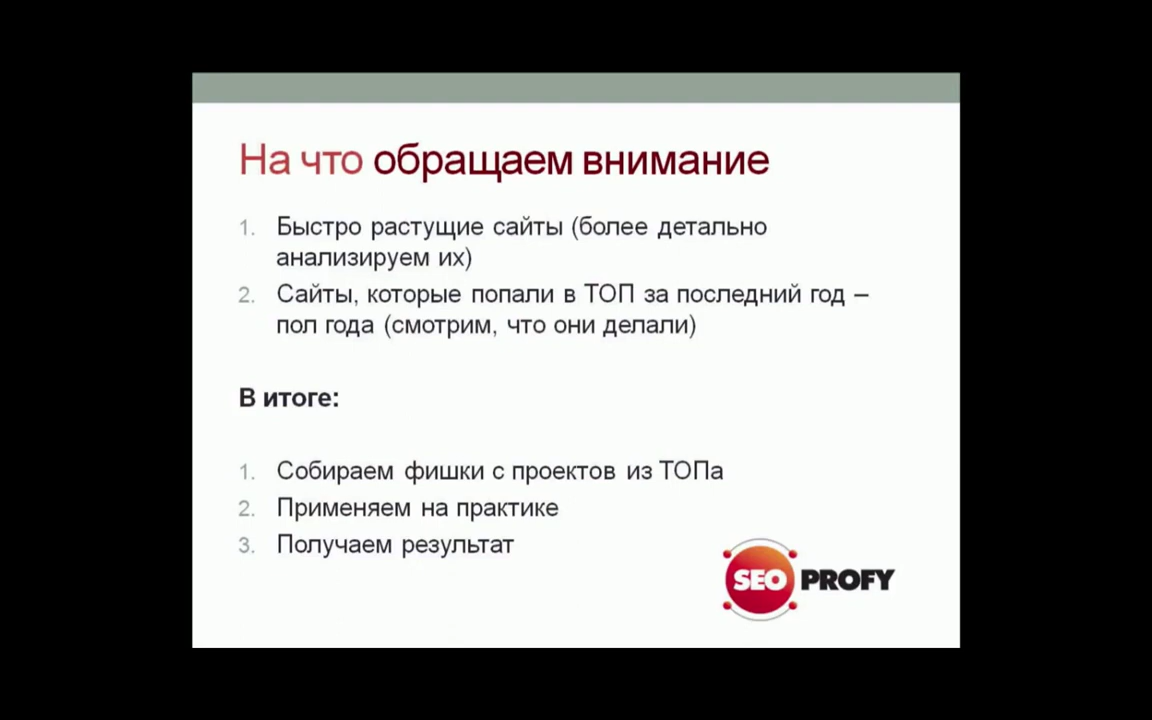 На что обращаем внимание
1. Быстро растущие сайты (более детально
анализируем их)
2. Сайты, которые попали в ТОП за последний год –
пол года (смотрим, что они делали)
В итоге:
1. Собираем фишки с проектов из ТОПа
2. Применяем на практике
3. Получаем результат
SEO PROFY